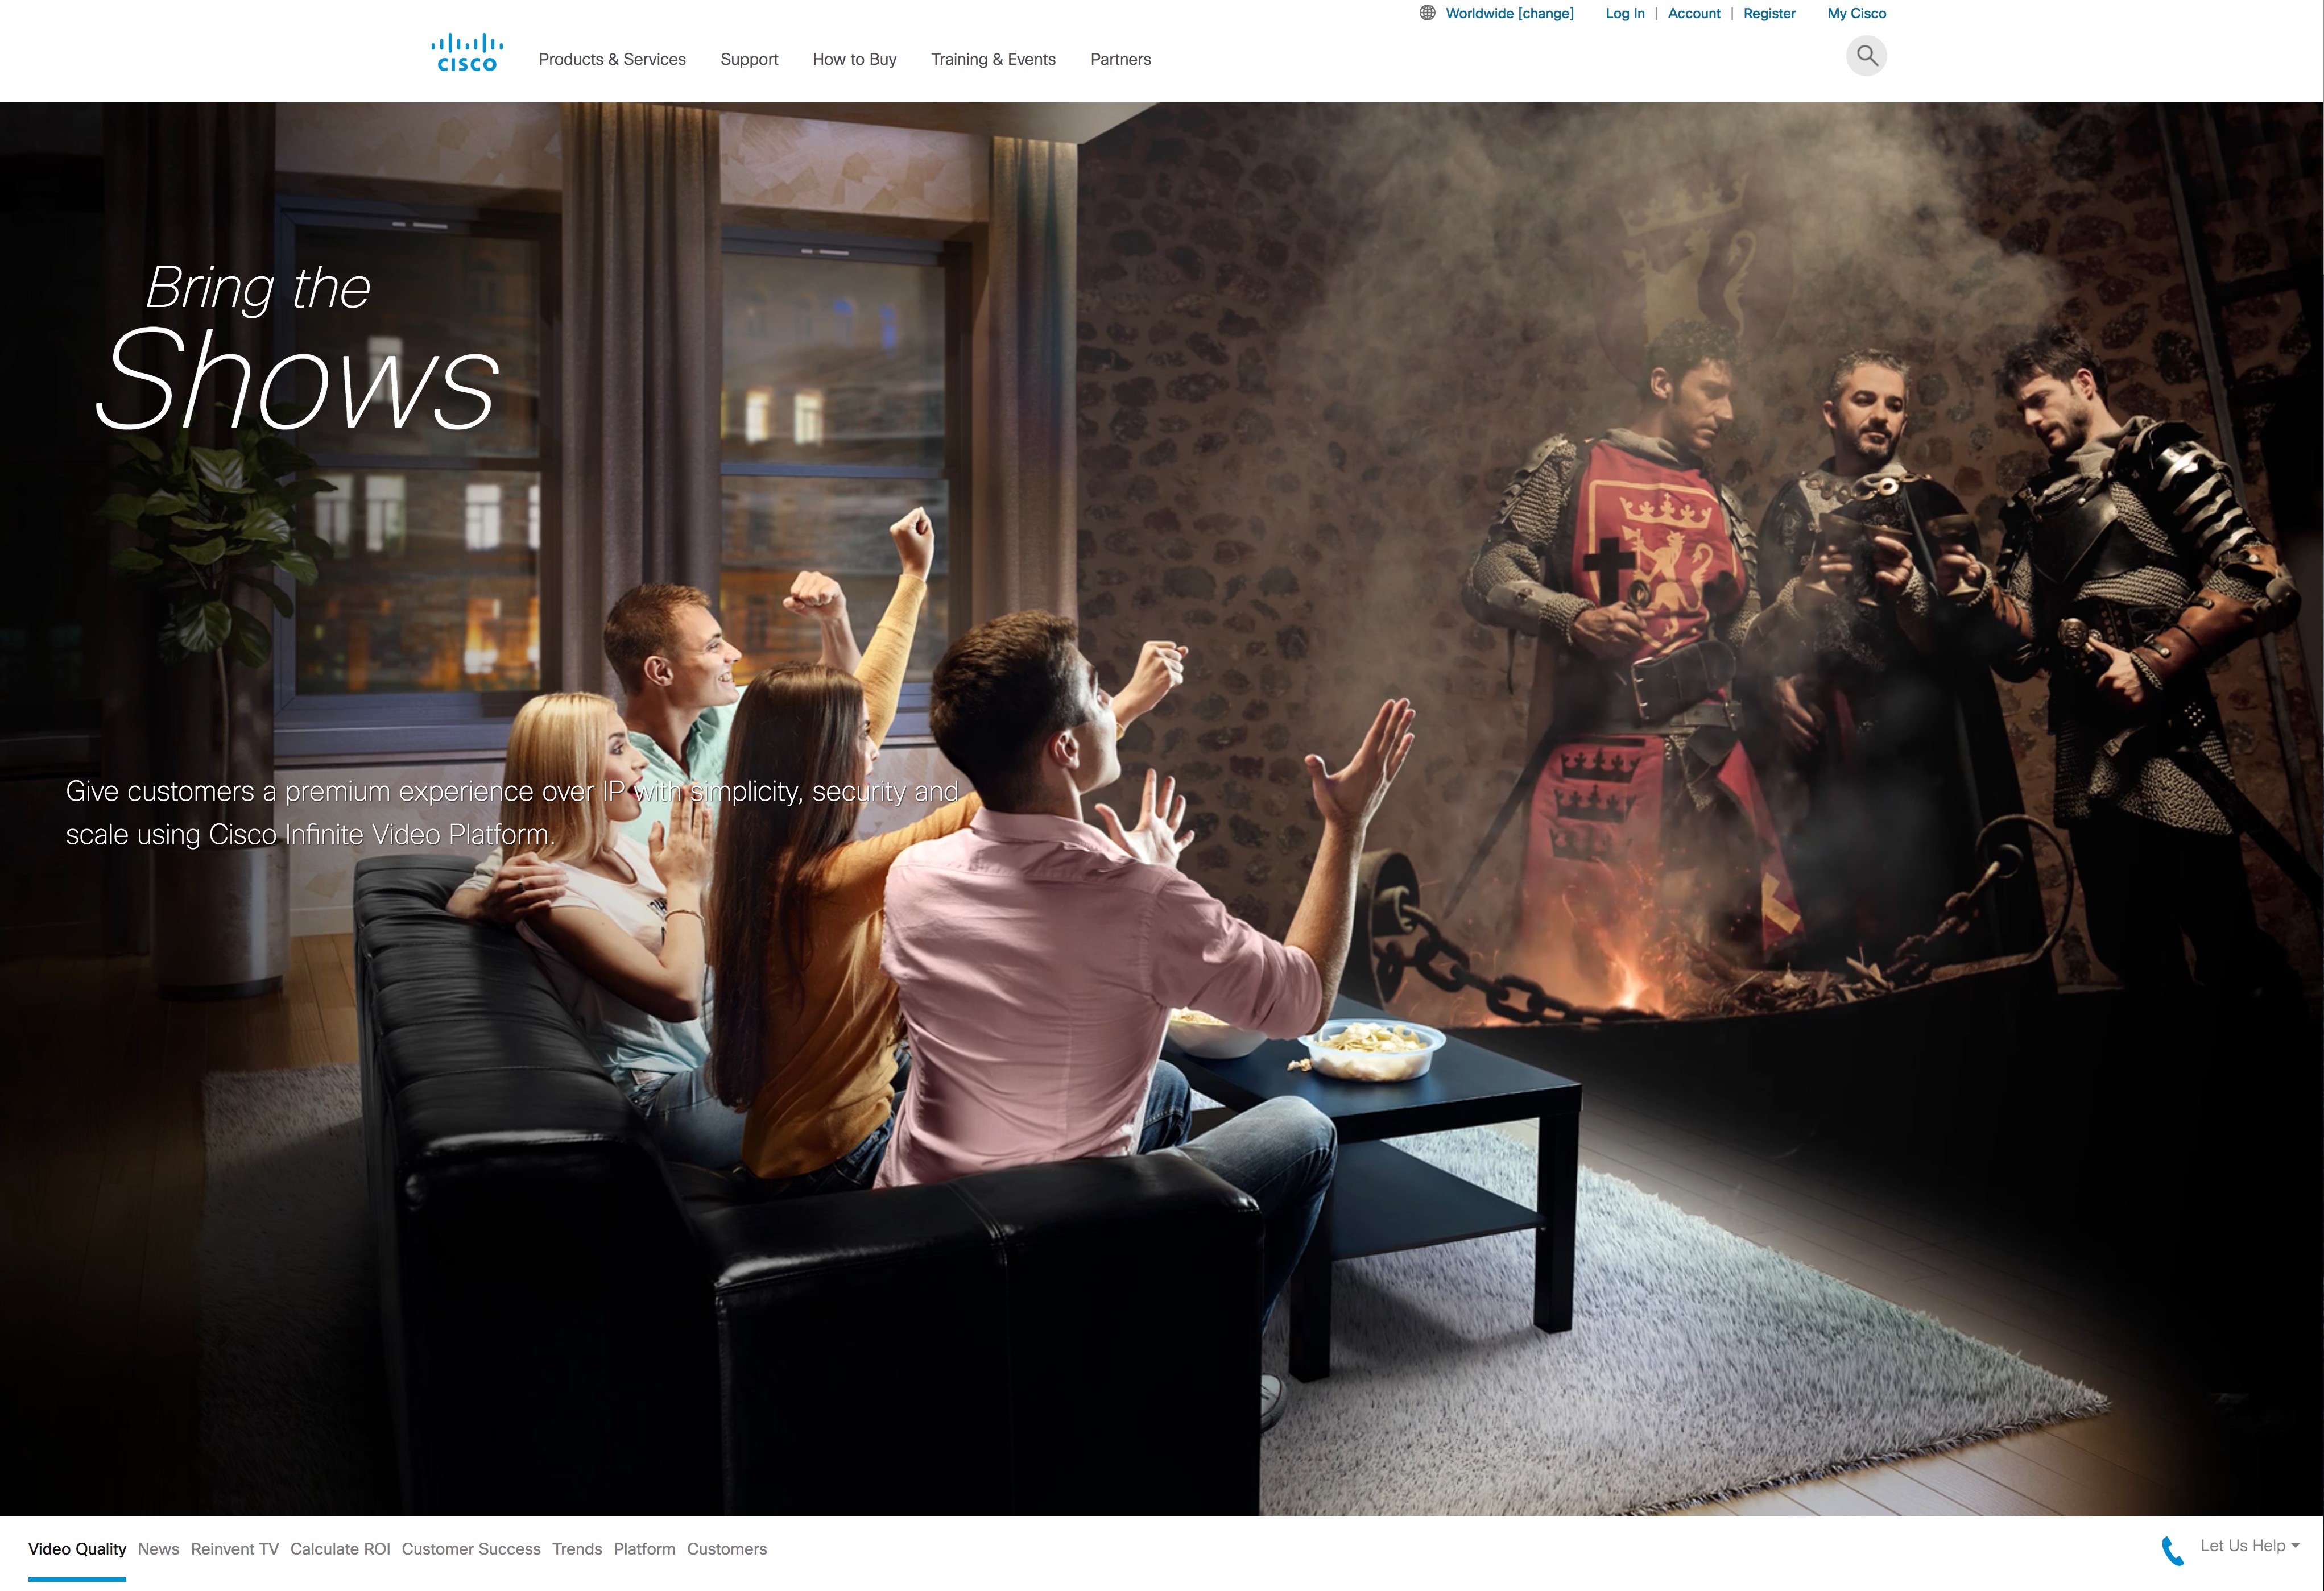 Worldwide [change] Log In | Account | Register My Cisco
CISCO
Products & Services Support How to Buy Training & Events Partners
Bring the
Shows
Give customers a premium experience over IP with simplicity, security and
scale using Cisco Infinite Video Platform.
Video Quality News Reinvent TV Calculate ROI Customer Success Trends Platform Customers
Let Us Help